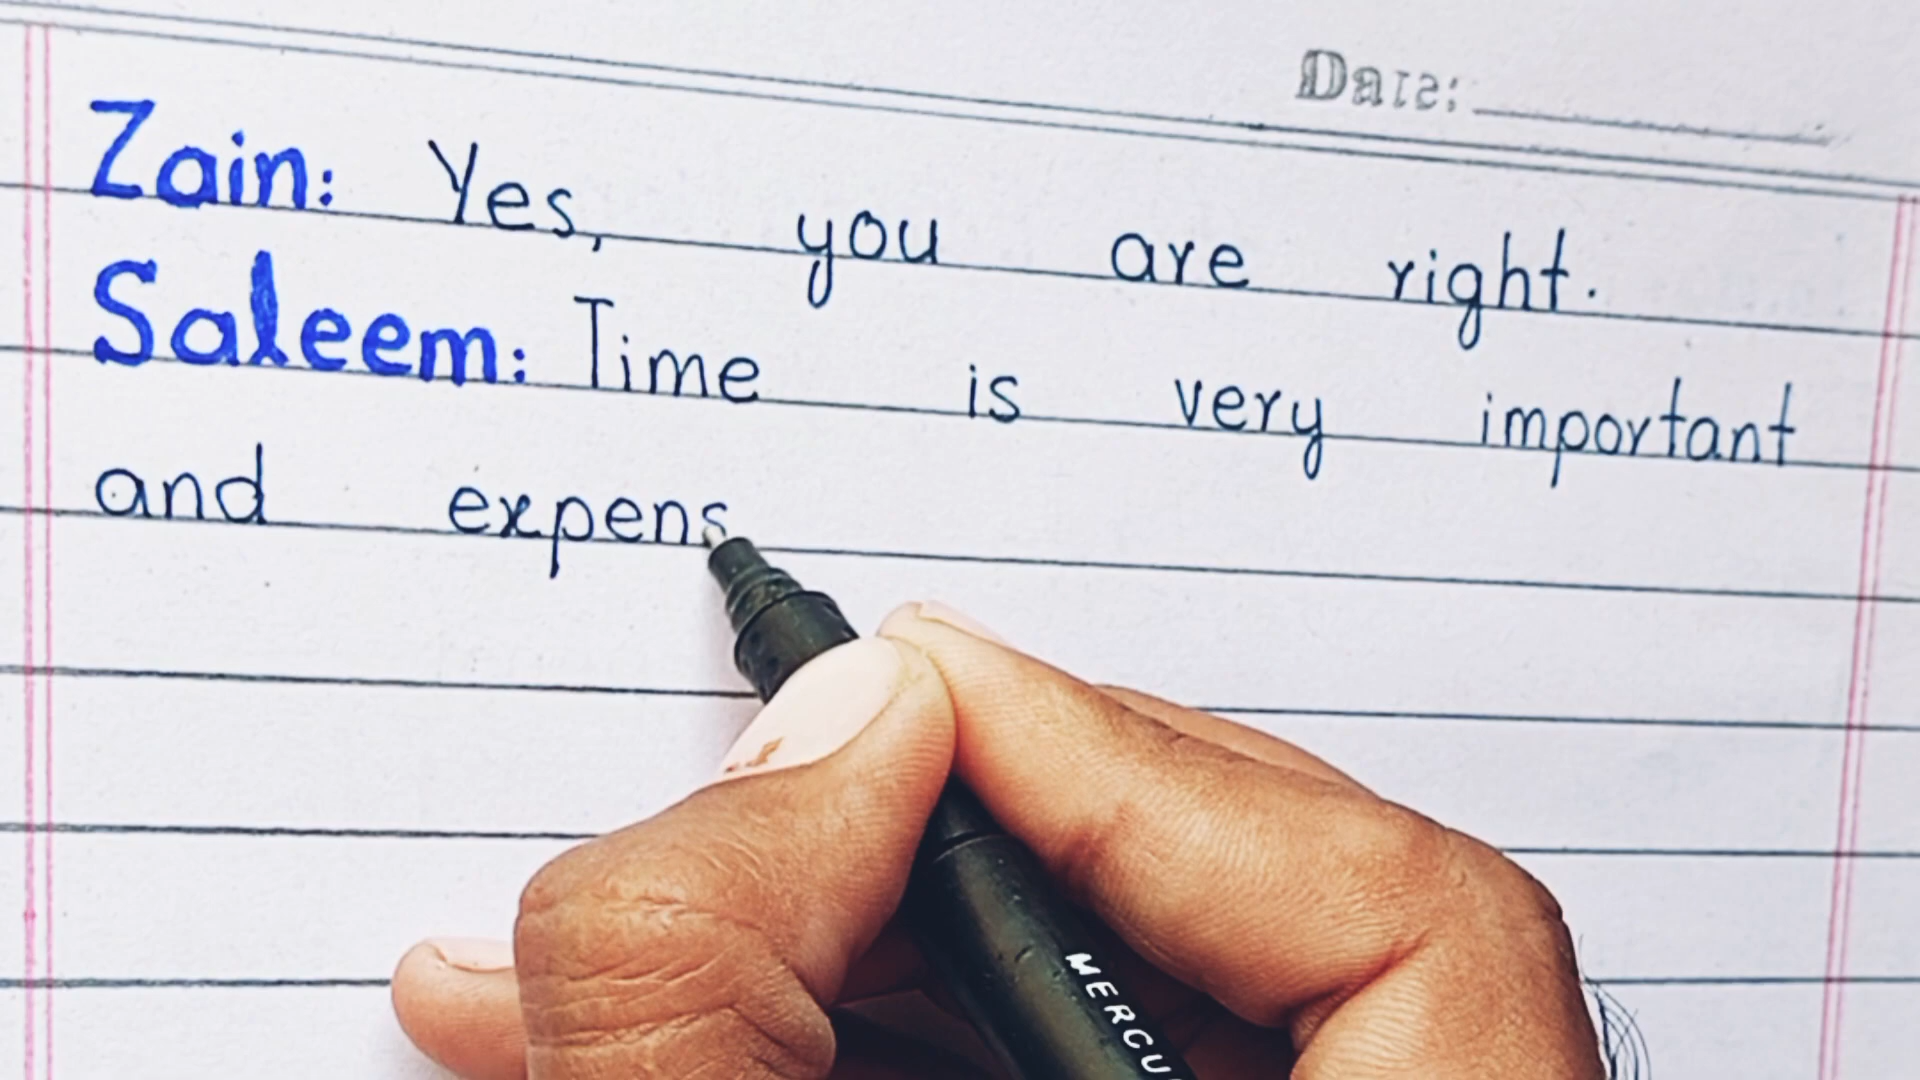 Date:
Zain: Yes, you are right.
Saleem: Time is very important
and expens
MERCU